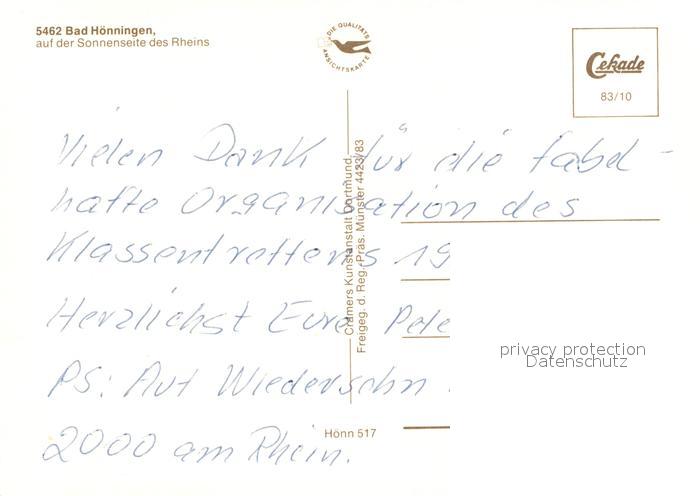 5462 Bad Hönningen,
auf der Sonnenseite des Rheins
DIE QUALITÄTS
ANSICHTSKARTE
Cekade
83/10
Vielen Dank für die fabel-
hafte Organisation des
Klassentreffens 19
Herzlichst Eure Pete
PS: Auf Wiedersehn
2000 am Rhein.
Cramers Kunstanstalt Dortmund
Freigeg. d. Reg.-Präs. Münster 4423/83
Hönn 517
privacy protection
Datenschutz